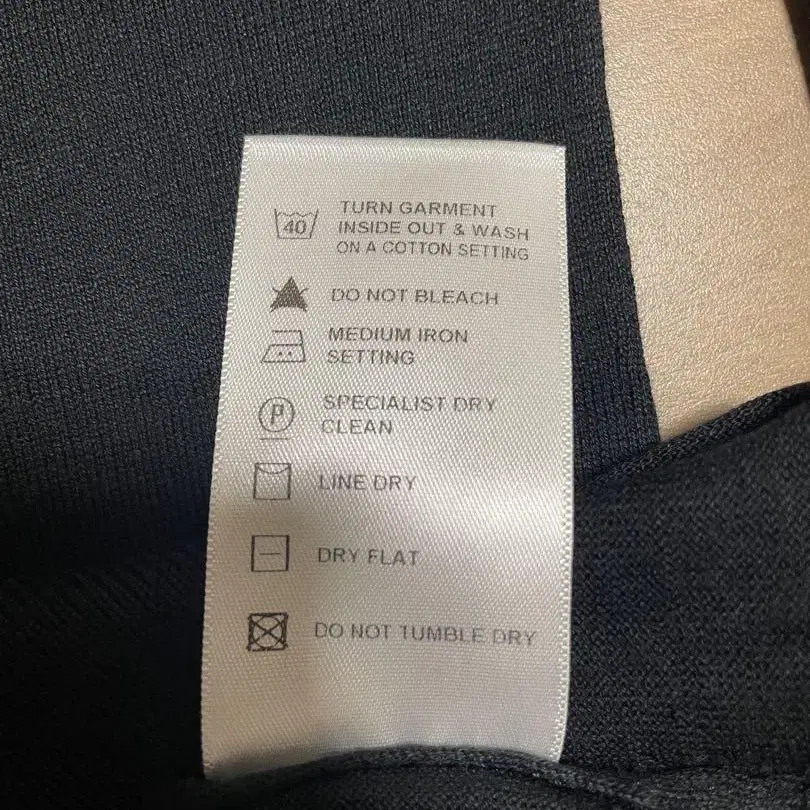 40 TURN GARMENT
INSIDE OUT & WASH
ON A COTTON SETTING
DO NOT BLEACH
MEDIUM IRON
SETTING
P SPECIALIST DRY
CLEAN
LINE DRY
DRY FLAT
DO NOT TUMBLE DRY